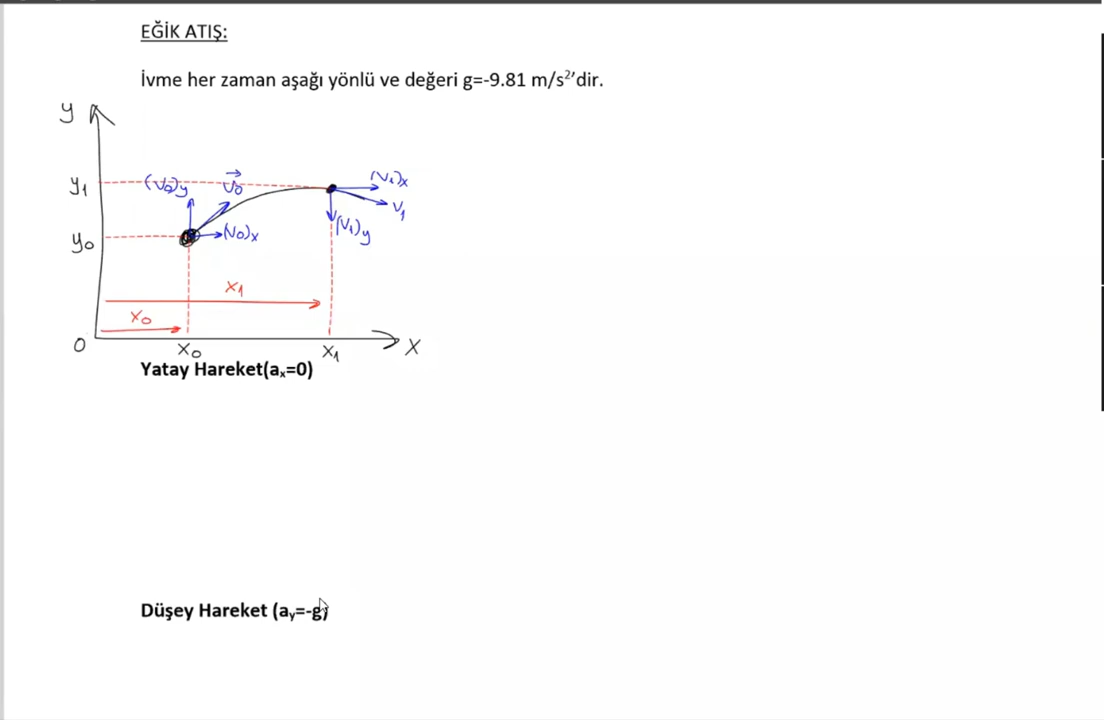 EĞİK ATIŞ:
İvme her zaman aşağı yönlü ve değeri g=-9.81 m/s²'dir.
y
y₁
(V₀)y
V₀
(V₁)x
V₁
y₀
(V₀)x
(V₁)y
x₁
x₀
0
x₀
x₁
x
Yatay Hareket(aₓ=0)
Düşey Hareket (aᵧ=-g)